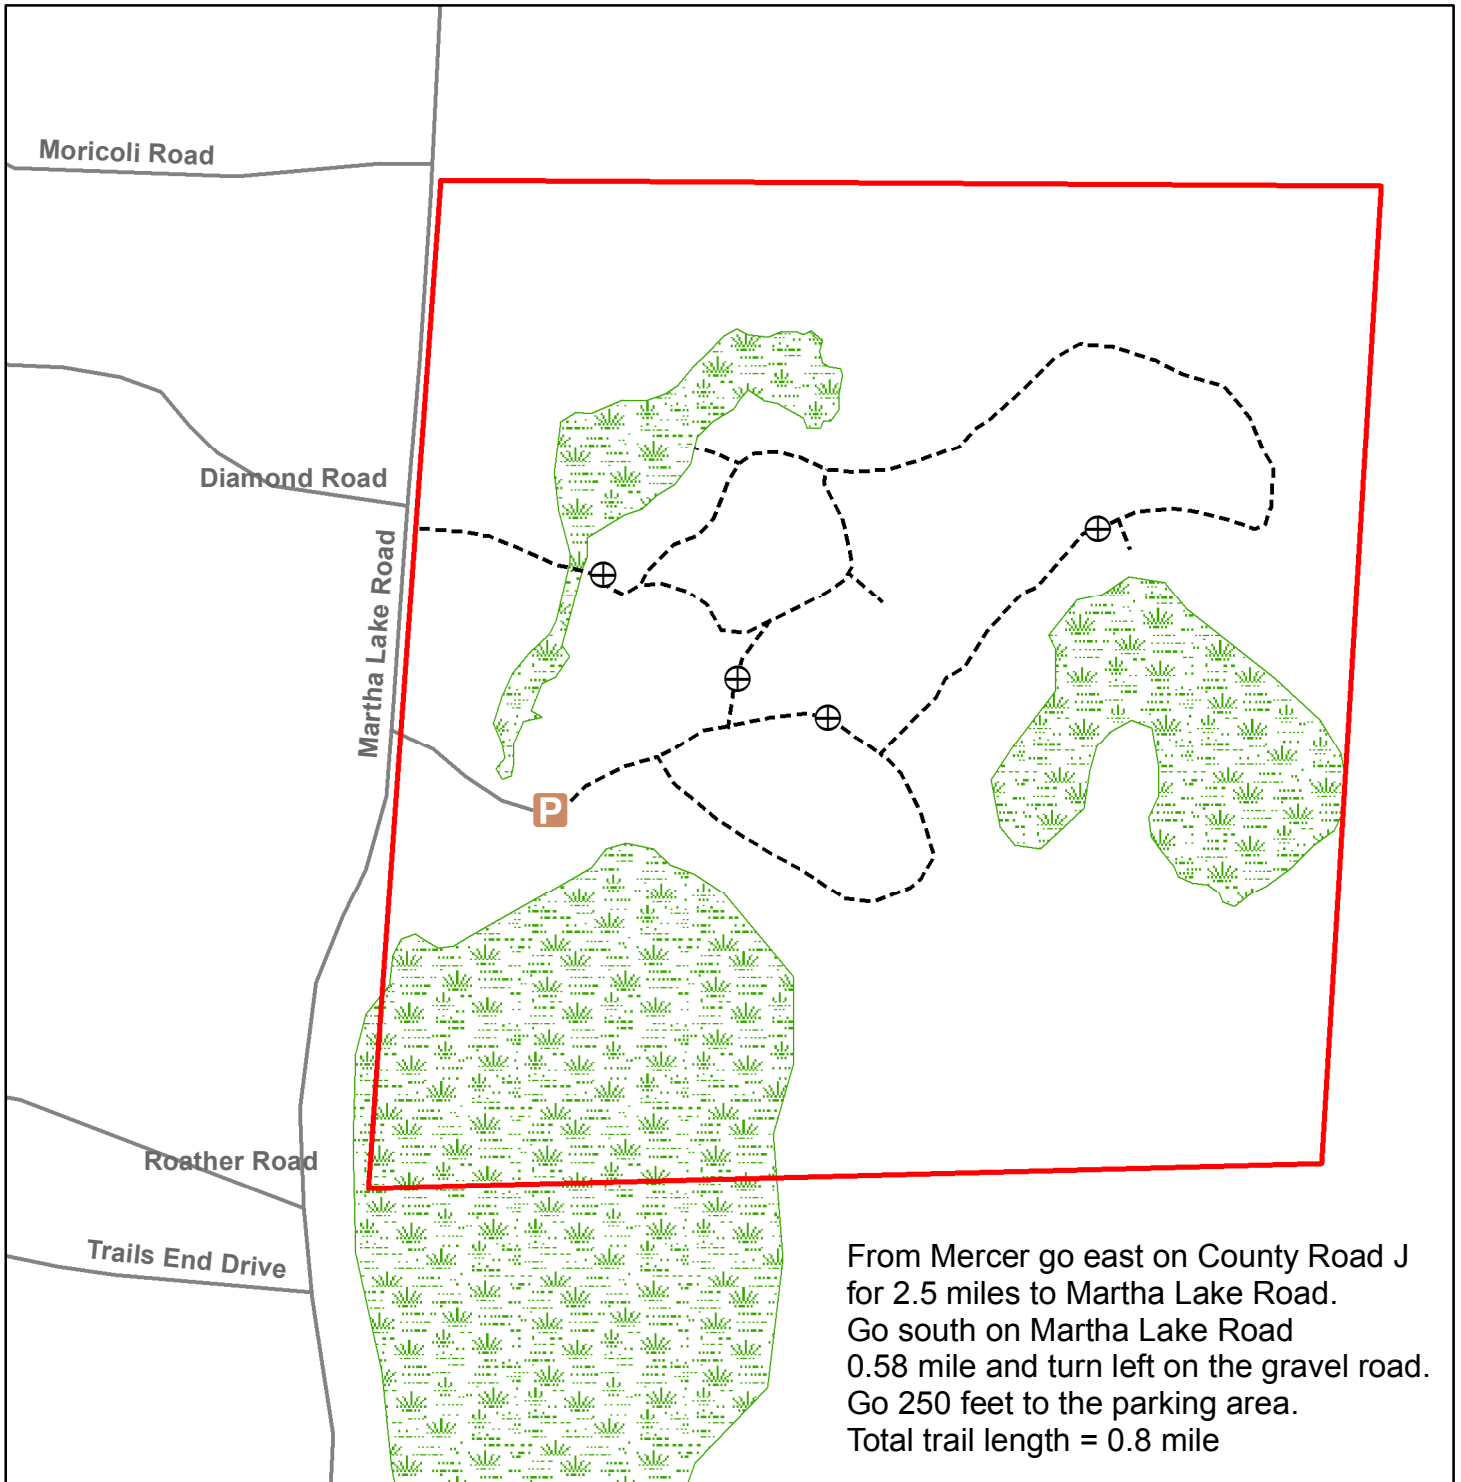 Moricoli Road
Diamond Road
Martha Lake Road
P
Roather Road
Trails End Drive
From Mercer go east on County Road J
for 2.5 miles to Martha Lake Road.
Go south on Martha Lake Road
0.58 mile and turn left on the gravel road.
Go 250 feet to the parking area.
Total trail length = 0.8 mile